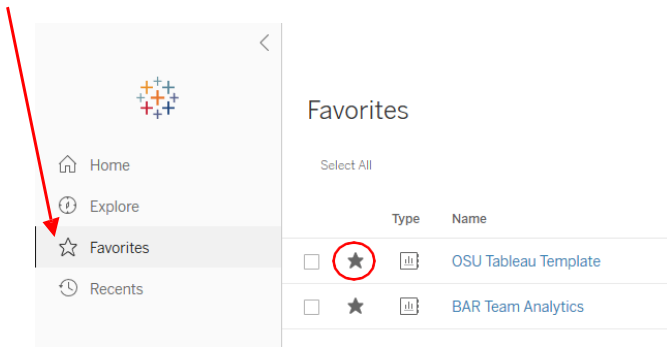 Home
Explore
Favorites
Recents
Favorites
Select All
Type Name
OSU Tableau Template
BAR Team Analytics